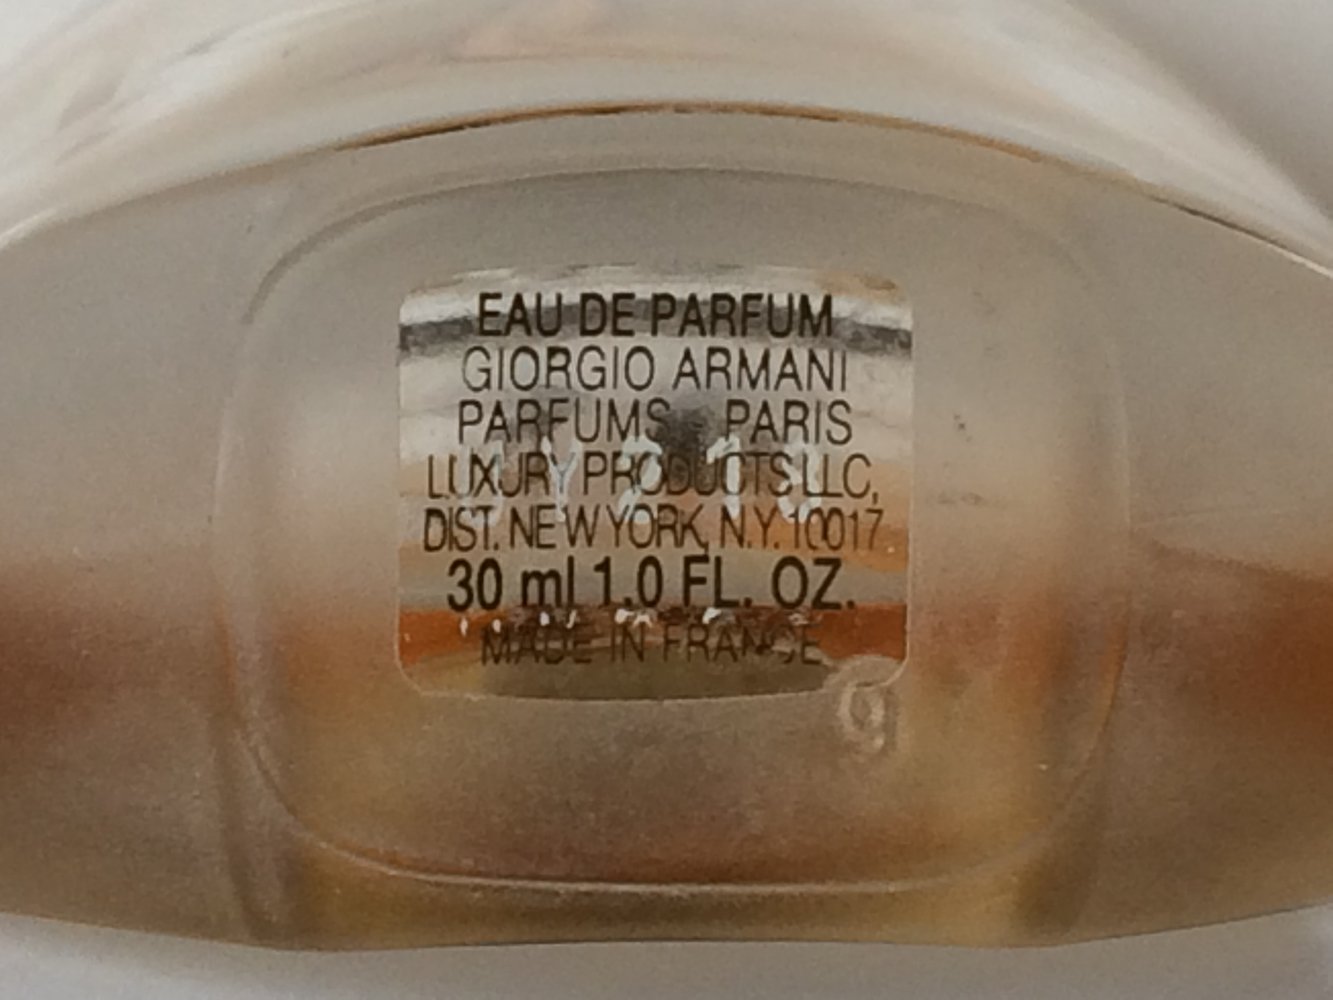 EAU DE PARFUM
GIORGIO ARMANI
PARFUMS PARIS
LUXURY PRODUCTS LLC,
DIST. NEW YORK, N.Y. 10017
30 ml 1.0 FL. OZ.
MADE IN FRANCE